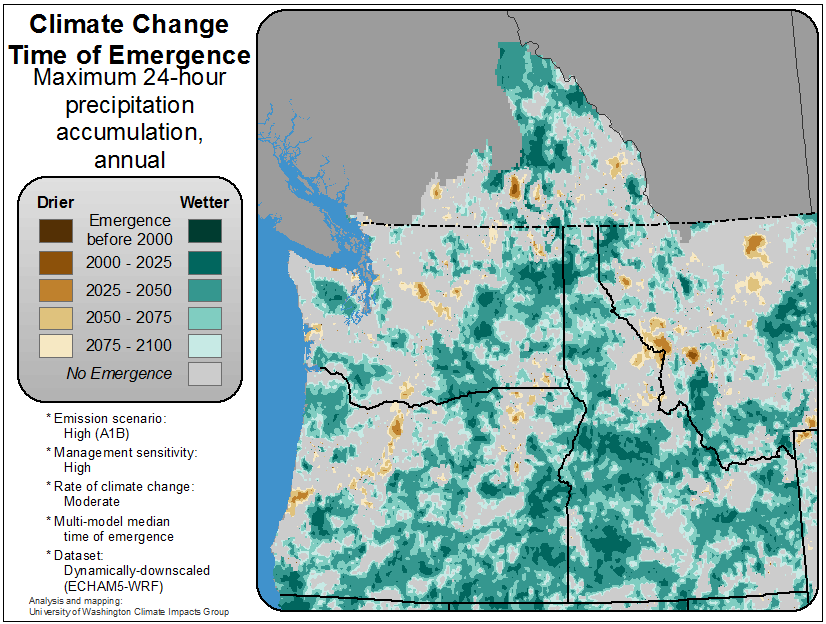 Climate Change
Time of Emergence
Maximum 24-hour
precipitation
accumulation,
annual
Drier Wetter
Emergence
before 2000
2000 - 2025
2025 - 2050
2050 - 2075
2075 - 2100
No Emergence
* Emission scenario:
High (A1B)
* Management sensitivity:
High
* Rate of climate change:
Moderate
* Multi-model median
time of emergence
* Dataset:
Dynamically-downscaled
(ECHAM5-WRF)
Analysis and mapping:
University of Washington Climate Impacts Group